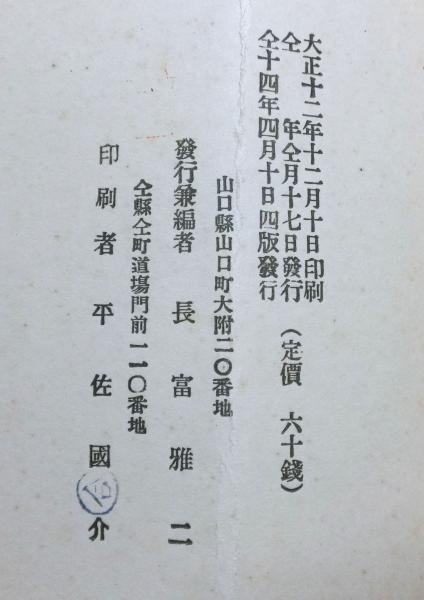 大正十二年十二月十日印刷
仝　年仝月十七日發行
仝十四年四月十日四版發行
（定價　六十錢）
山口縣山口町大附二〇番地
發行兼編者　長富雅二
仝縣仝町道場門前一一〇番地
印刷者　平佐國介